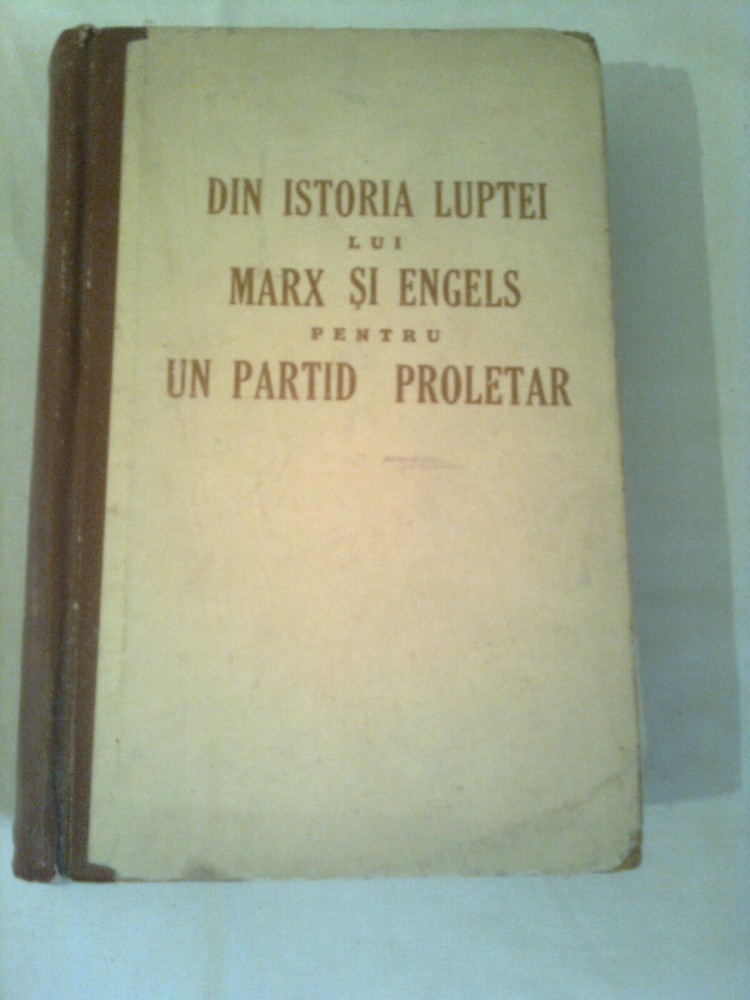 DIN ISTORIA LUPTEI
LUI
MARX ȘI ENGELS
PENTRU
UN PARTID PROLETAR